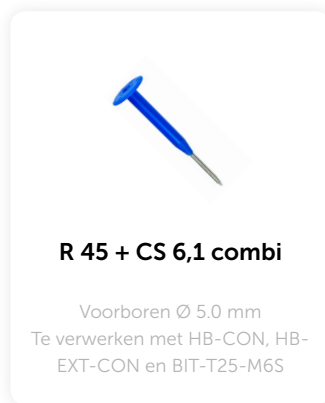 R 45 + CS 6,1 combi
Voorboren Ø 5.0 mm
Te verwerken met HB-CON, HB-
EXT-CON en BIT-T25-M6S